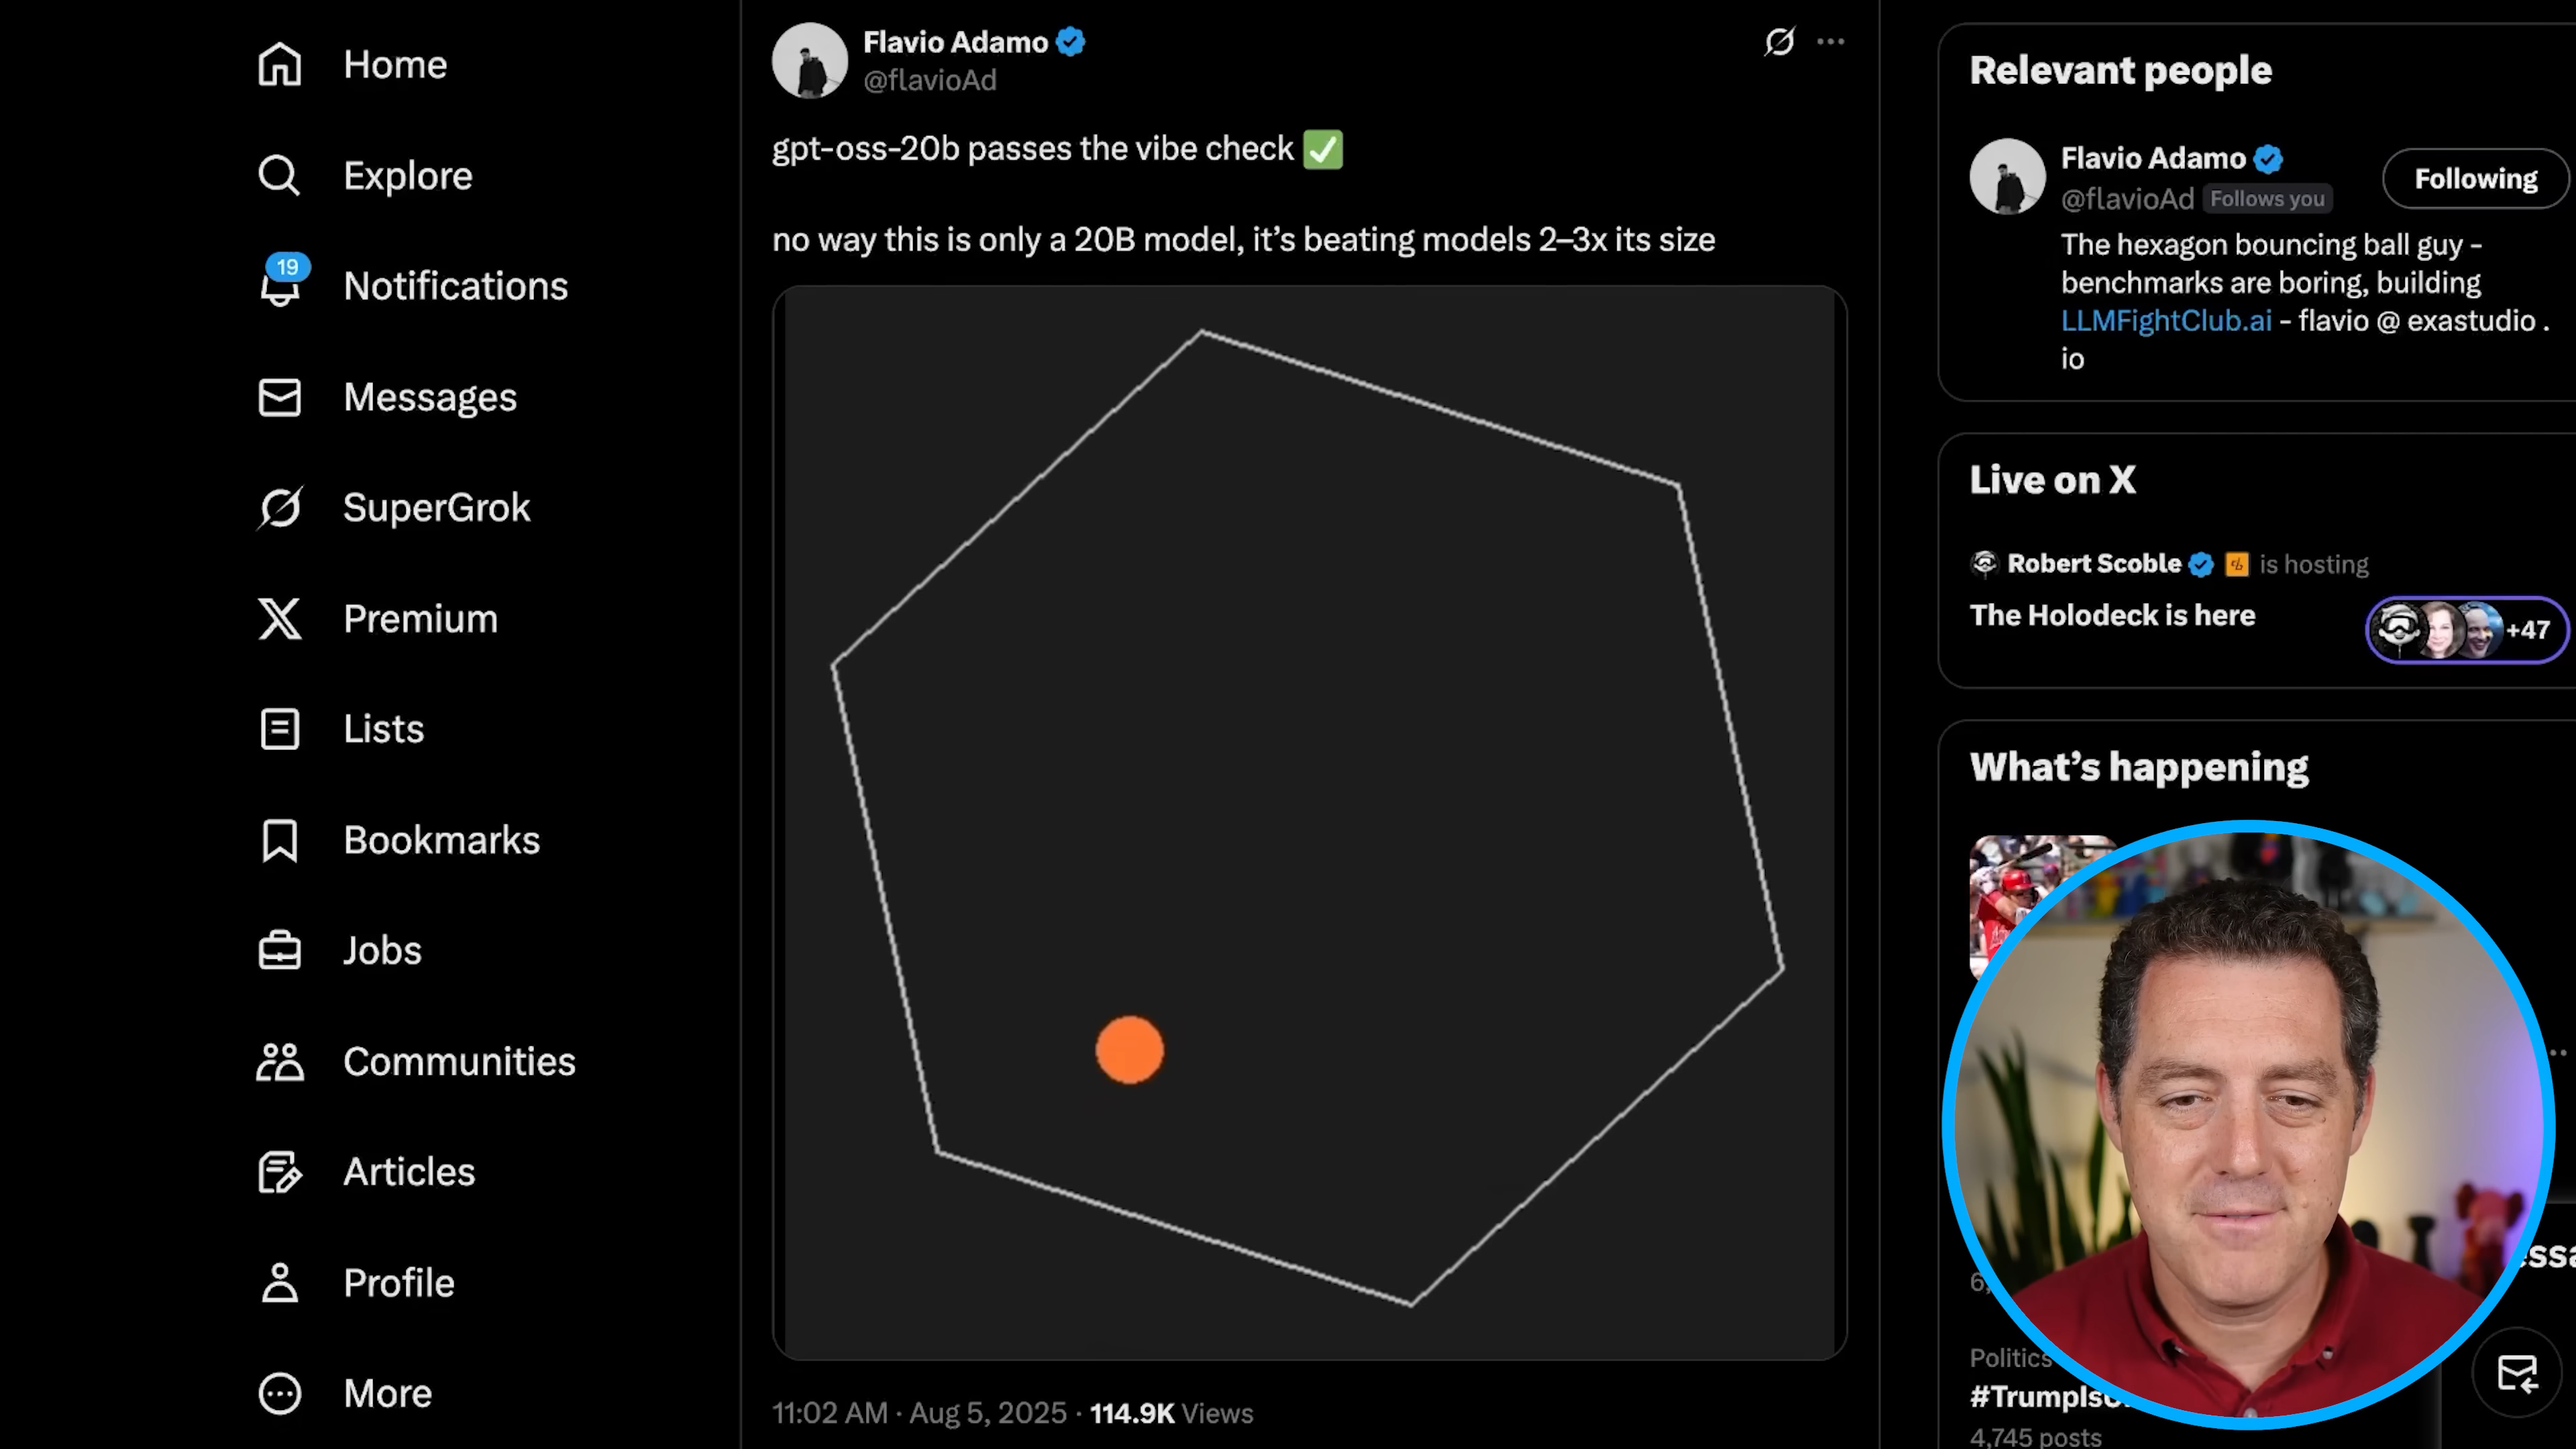 Home
Explore
19
Notifications
Messages
SuperGrok
Premium
Lists
Bookmarks
Jobs
Communities
Articles
Profile
More
Flavio Adamo
@flavioAd
gpt-oss-20b passes the vibe check ✅
no way this is only a 20B model, it’s beating models 2–3x its size
11:02 AM · Aug 5, 2025 · 114.9K Views
Relevant people
Flavio Adamo
Following
@flavioAd Follows you
The hexagon bouncing ball guy -
benchmarks are boring, building
LLMFightClub.ai - flavio @ exastudio .
io
Live on X
Robert Scoble is hosting
The Holodeck is here
+47
What’s happening
Politics
4,745 posts